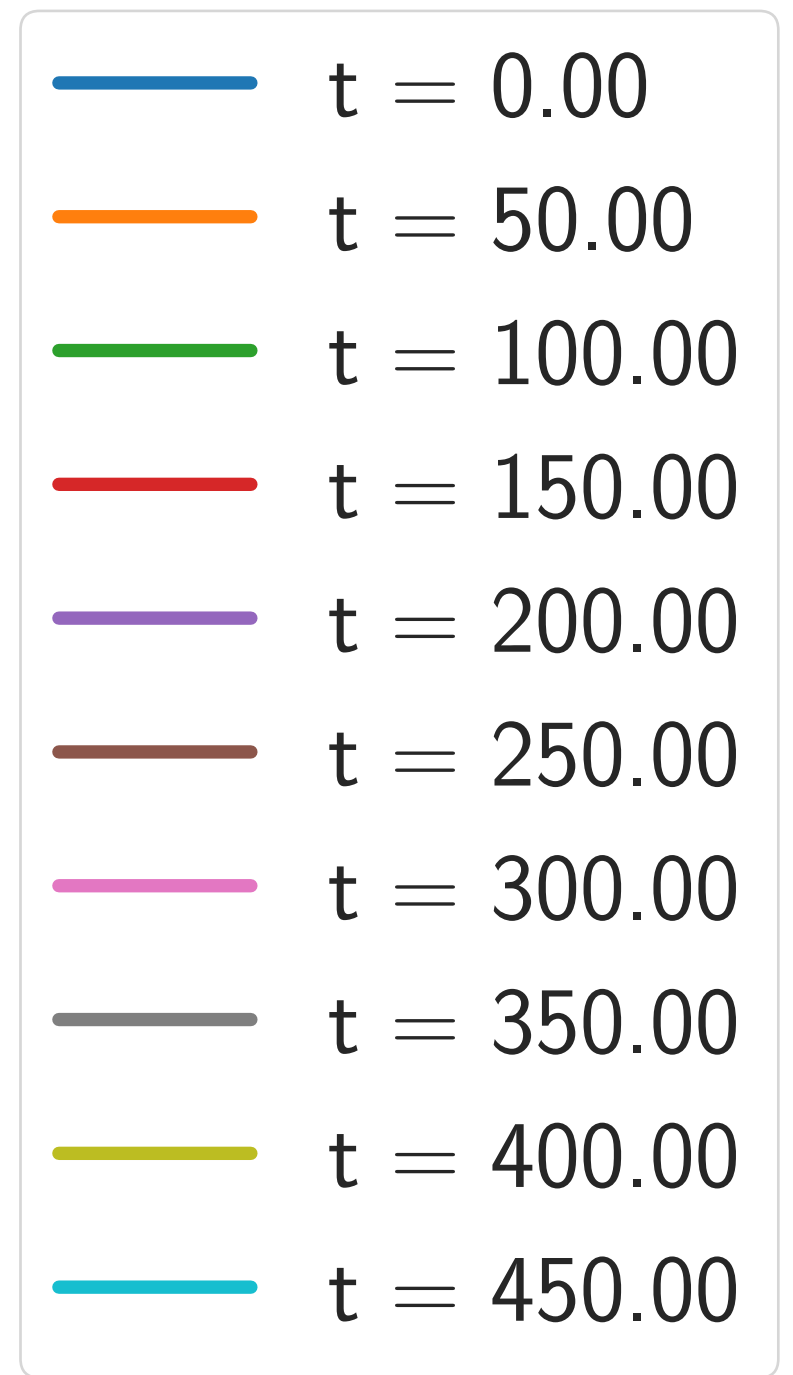 t = 0.00
t = 50.00
t = 100.00
t = 150.00
t = 200.00
t = 250.00
t = 300.00
t = 350.00
t = 400.00
t = 450.00